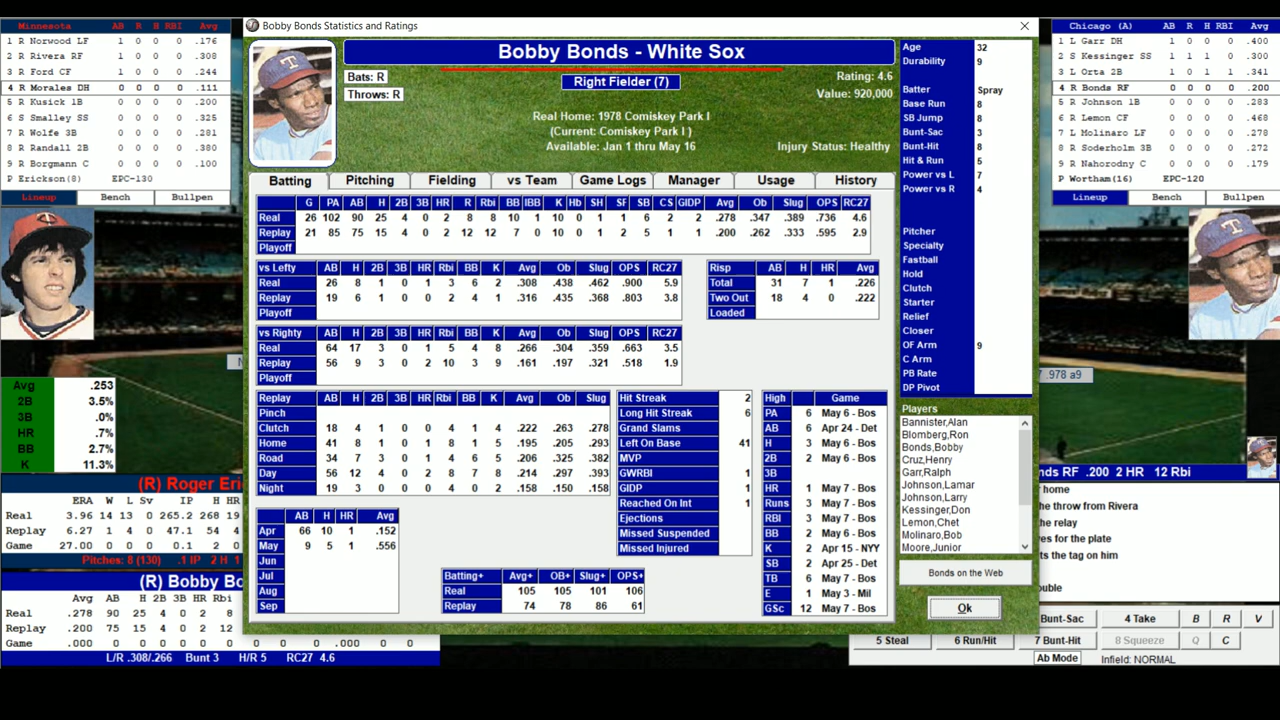 Bobby Bonds Statistics and Ratings
Minnesota AB R H RBI Avg
1 R Norwood LF 1 0 0 0 .176
2 R Rivera RF 1 0 0 0 .308
3 R Ford CF 1 0 0 0 .244
4 R Morales DH 0 0 0 0 .111
5 R Kusick 1B 0 0 0 0 .200
6 R Smalley SS 0 0 0 0 .325
7 R Wolfe 3B 0 0 0 0 .281
8 R Randall 2B 0 0 0 0 .380
9 R Borgmann C 0 0 0 0 .100
P Erickson(8) EPC-130
Lineup Bench Bullpen
Avg .253
2B 3.5%
3B .0%
HR .7%
BB 2.7%
K 11.3%
(R) Roger Eri
ERA W L Sv IP H HR
Real 3.96 14 13 0 265.2 268 19
Replay 6.27 1 4 0 47.1 54 4
Game 27.00 0 0.1 2 0
Pitches: 8 (130) .1 IP 2 H 1
(R) Bobby Bo
Avg AB H 2B 3B HR Rbi
Real .278 90 25 4 0 2 8
Replay .200 75 15 4 0 2 12
Game .000 0 0 0 0 0 0 .000 0 0
L/R .308/.266 Bunt 3 H/R 5 RC27 4.6
Bobby Bonds - White Sox
Bats: R
Throws: R
Right Fielder (7)
Rating: 4.6
Value: 920,000
Real Home: 1978 Comiskey Park I
(Current: Comiskey Park I )
Available: Jan 1 thru May 16
Injury Status: Healthy
Batting Pitching Fielding vs Team Game Logs Manager Usage History
G PA AB H 2B 3B HR R Rbi BB IBB K Hb SH SF SB CS GIDP Avg Ob Slug OPS RC27
Real 26 102 90 25 4 0 2 8 8 10 1 10 0 1 1 6 2 2 .278 .347 .389 .736 4.6
Replay 21 85 75 15 4 0 2 12 12 7 0 10 0 1 2 5 1 1 .200 .262 .333 .595 2.9
Playoff
vs Lefty AB H 2B 3B HR Rbi BB K Avg Ob Slug OPS RC27
Real 26 8 1 0 1 3 6 2 .308 .438 .462 .900 5.9
Replay 19 6 1 0 0 2 4 1 .316 .435 .368 .803 3.8
Playoff
Risp AB H HR Avg
Total 31 7 1 .226
Two Out 18 4 0 .222
Loaded
vs Righty AB H 2B 3B HR Rbi BB K Avg Ob Slug OPS RC27
Real 64 17 3 0 1 5 4 8 .266 .304 .359 .663 3.5
Replay 56 9 3 0 2 10 3 9 .161 .197 .321 .518 1.9
Playoff
Replay AB H 2B 3B HR Rbi BB K Avg Ob Slug
Pinch
Clutch 18 4 1 0 0 4 1 4 .222 .263 .278
Home 41 8 1 0 1 8 1 5 .195 .205 .293
Road 34 7 3 0 1 4 6 5 .206 .325 .382
Day 56 12 4 0 2 8 7 8 .214 .297 .393
Night 19 3 0 0 0 4 0 2 .158 .150 .158
Hit Streak 2
Long Hit Streak 6
Grand Slams
Left On Base 41
MVP
GWRBI 1
GIDP 1
Reached On Int 1
Ejections
Missed Suspended
Missed Injured
High Game
PA 6 May 6 - Bos
AB 6 Apr 24 - Det
H 3 May 6 - Bos
2B 2 May 6 - Bos
3B
HR 1 May 7 - Bos
Runs 3 May 7 - Bos
RBI 3 May 7 - Bos
BB 2 May 6 - Bos
K 2 Apr 15 - NYY
SB 2 Apr 25 - Det
TB 6 May 7 - Bos
E 1 May 3 - Mil
GSc 12 May 7 - Bos
AB H HR Avg
Apr 66 10 1 .152
May 9 5 1 .556
Jun
Jul
Aug
Sep
Batting+ Avg+ OB+ Slug+ OPS+
Real 105 105 101 106
Replay 74 78 86 61
Age 32
Durability 9
Batter Spray
Base Run 8
SB Jump 8
Bunt-Sac 3
Bunt-Hit 8
Hit & Run 5
Power vs L 7
Power vs R 4
Pitcher
Specialty
Fastball
Hold
Clutch
Starter
Relief
Closer
OF Arm 9
C Arm
PB Rate
DP Pivot
Players
Bannister,Alan
Blomberg,Ron
Bonds,Bobby
Cruz,Henry
Garr,Ralph
Johnson,Lamar
Johnson,Larry
Kessinger,Don
Lemon,Chet
Molinaro,Bob
Moore,Junior
Bonds on the Web
Ok
Chicago (A) AB R H RBI Avg
1 L Garr DH 1 0 0 0 .400
2 S Kessinger SS 1 1 1 0 .300
3 L Orta 2B 1 0 1 1 .341
4 R Bonds RF 0 0 0 0 .200
5 R Johnson 1B 0 0 0 0 .283
6 R Lemon CF 0 0 0 0 .468
7 L Molinaro LF 0 0 0 0 .278
8 R Soderholm 3B 0 0 0 0 .272
9 R Nahorodny C 0 0 0 0 .179
P Wortham(16) EPC-120
Lineup Bench Bullpen
.978 a9
nds RF .200 2 HR 12 Rbi
home
the throw from Rivera
he relay
ves for the plate
ts the tag on him
ouble
Bunt-Sac 4 Take B R V
5 Steal 6 Run/Hit 7 Bunt-Hit 8 Squeeze Q C
Ab Mode Infield: NORMAL